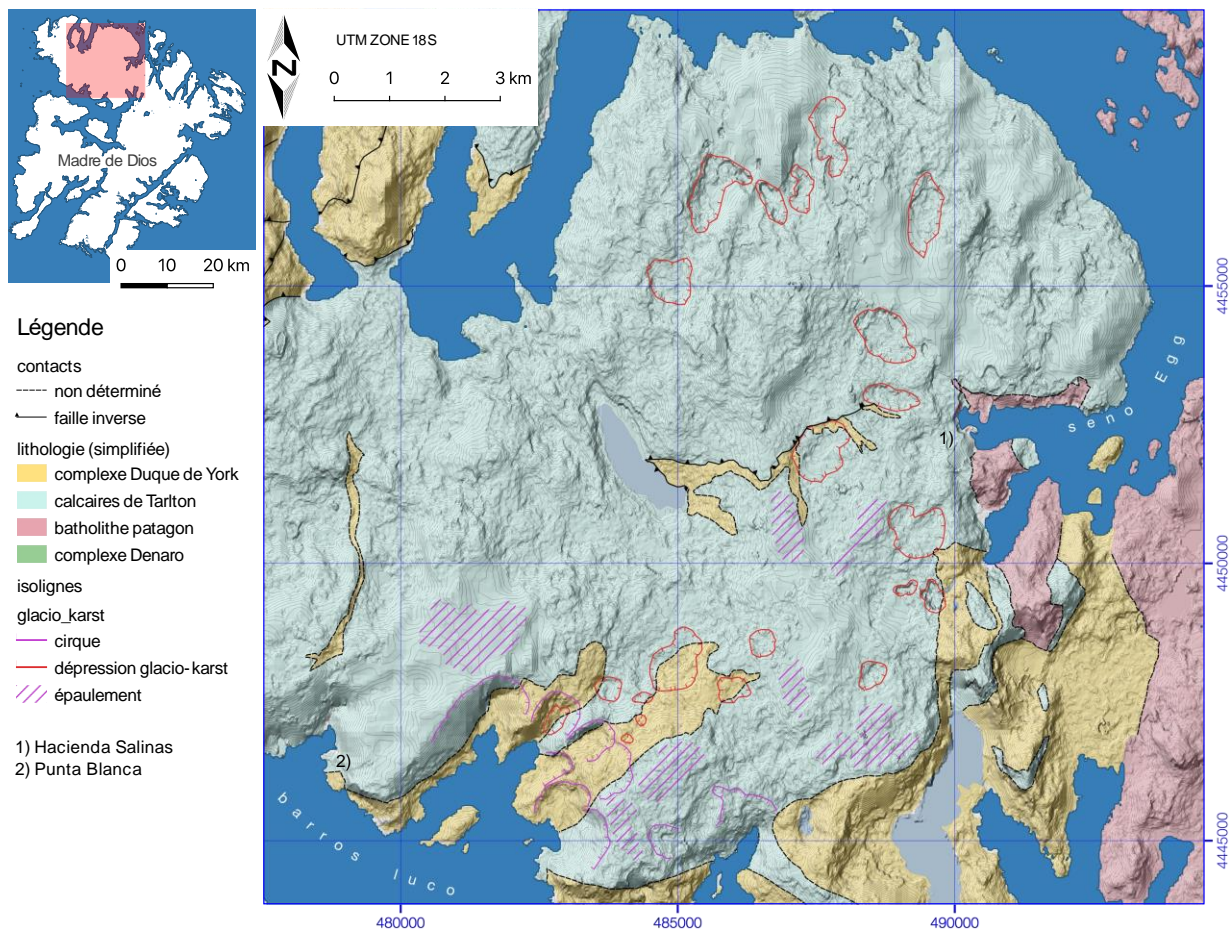 Madre de Dios
0 10 20 km
N
UTM ZONE 18S
0 1 2 3 km
Légende
contacts
non déterminé
faille inverse
lithologie (simplifiée)
complexe Duque de York
calcaires de Tarlton
batholithe patagon
complexe Denaro
isolignes
glacio_karst
cirque
dépression glacio-karst
épaulement
1) Hacienda Salinas
2) Punta Blanca
1)
2)
seno Egg
barros luco
4455000
4450000
4445000
480000
485000
490000